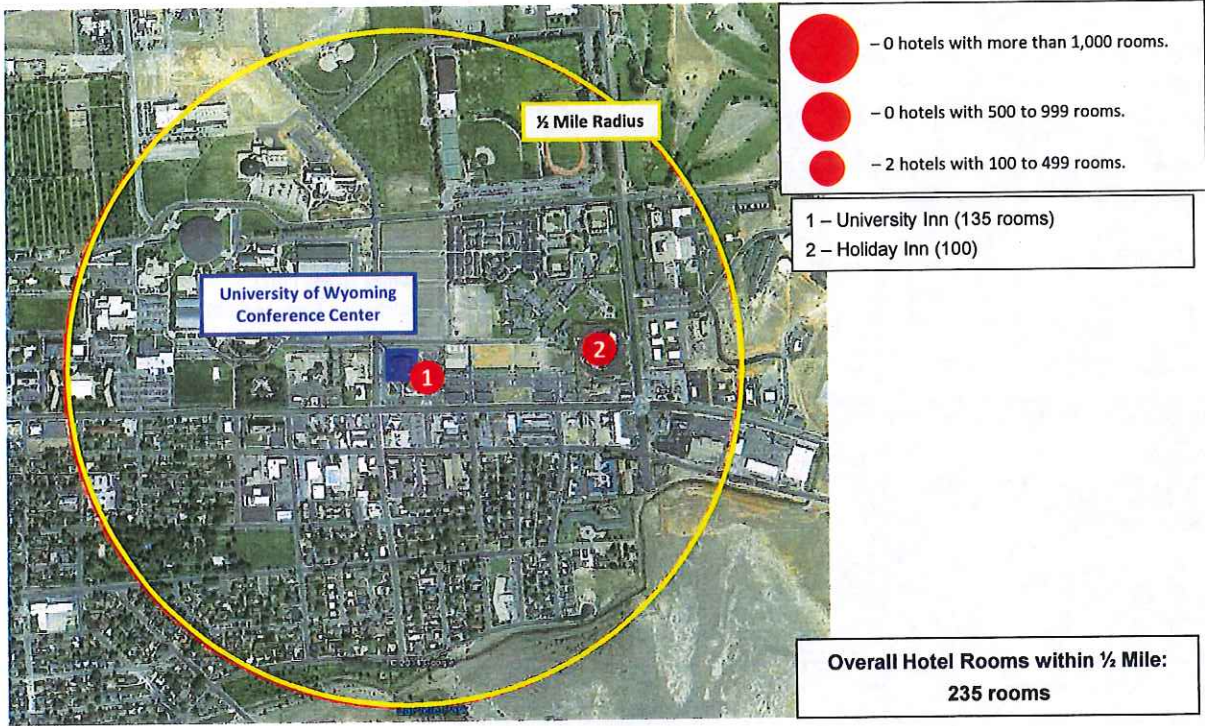 – 0 hotels with more than 1,000 rooms.
– 0 hotels with 500 to 999 rooms.
– 2 hotels with 100 to 499 rooms.
1 – University Inn (135 rooms)
2 – Holiday Inn (100)
½ Mile Radius
University of Wyoming
Conference Center
1
2
Overall Hotel Rooms within ½ Mile:
235 rooms